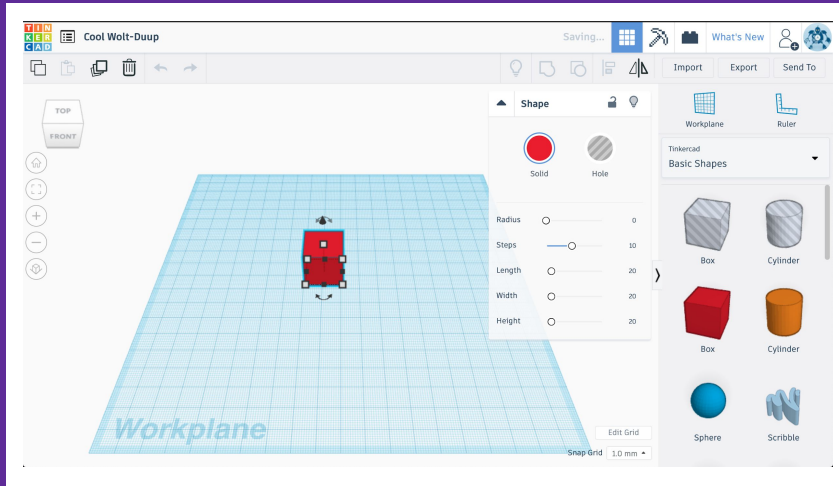 TIN
KER
CAD
Cool Wolt-Duup
Saving...
What's New
Import
Export
Send To
TOP
FRONT
Shape
Solid
Hole
Radius
0
Steps
10
Length
20
Width
20
Height
20
Workplane
Ruler
Tinkercad
Basic Shapes
Box
Cylinder
Box
Cylinder
Sphere
Scribble
Workplane
Edit Grid
Snap Grid
1.0 mm